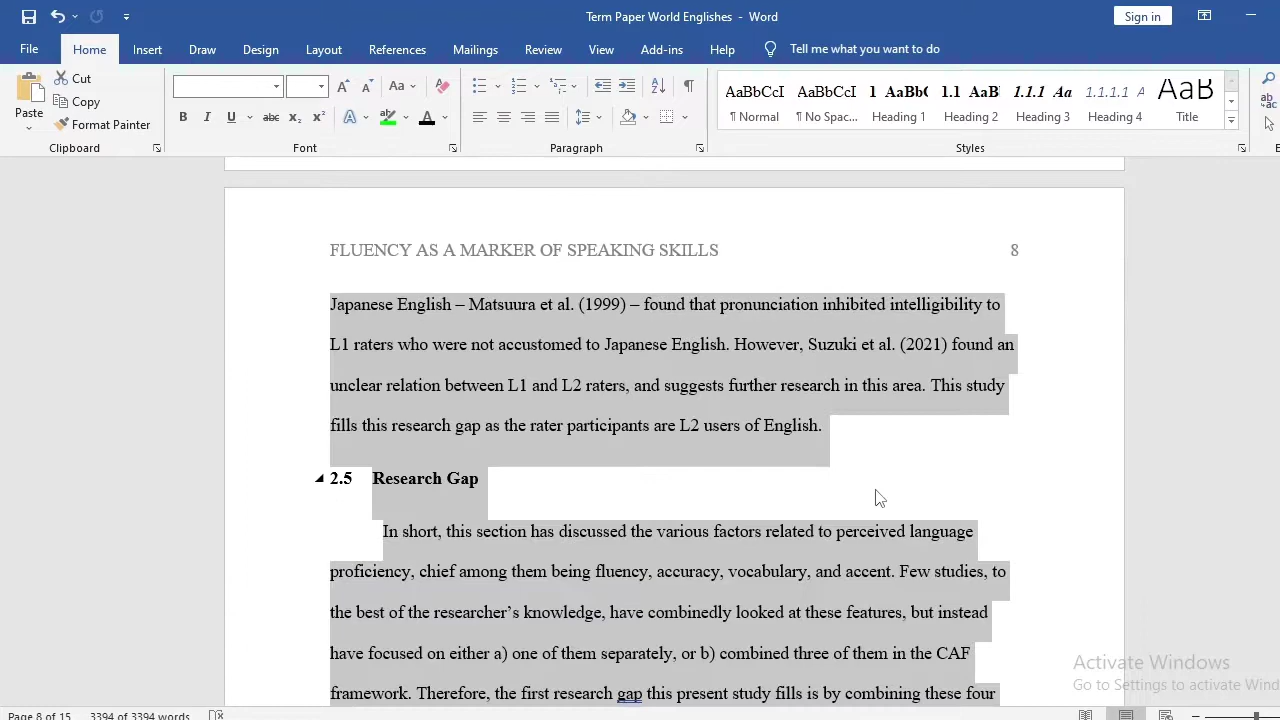 Term Paper World Englishes - Word
Sign in
File Home Insert Draw Design Layout References Mailings Review View Add-ins Help Tell me what you want to do
Paste
Cut
Copy
Format Painter
Clipboard
Font
Paragraph
AaBbCcI AaBbCcI 1 AaBb( 1.1 AaB 1.1.1 Aa 1.1.1.1 A AaB
¶ Normal ¶ No Spac... Heading 1 Heading 2 Heading 3 Heading 4 Title
Styles
FLUENCY AS A MARKER OF SPEAKING SKILLS 8
Japanese English – Matsuura et al. (1999) – found that pronunciation inhibited intelligibility to
L1 raters who were not accustomed to Japanese English. However, Suzuki et al. (2021) found an
unclear relation between L1 and L2 raters, and suggests further research in this area. This study
fills this research gap as the rater participants are L2 users of English.
2.5 Research Gap
In short, this section has discussed the various factors related to perceived language
proficiency, chief among them being fluency, accuracy, vocabulary, and accent. Few studies, to
the best of the researcher’s knowledge, have combinedly looked at these features, but instead
have focused on either a) one of them separately, or b) combined three of them in the CAF
framework. Therefore, the first research gap this present study fills is by combining these four
Activate Windows
Go to Settings to activate Wind
Page 8 of 15 3394 of 3394 words